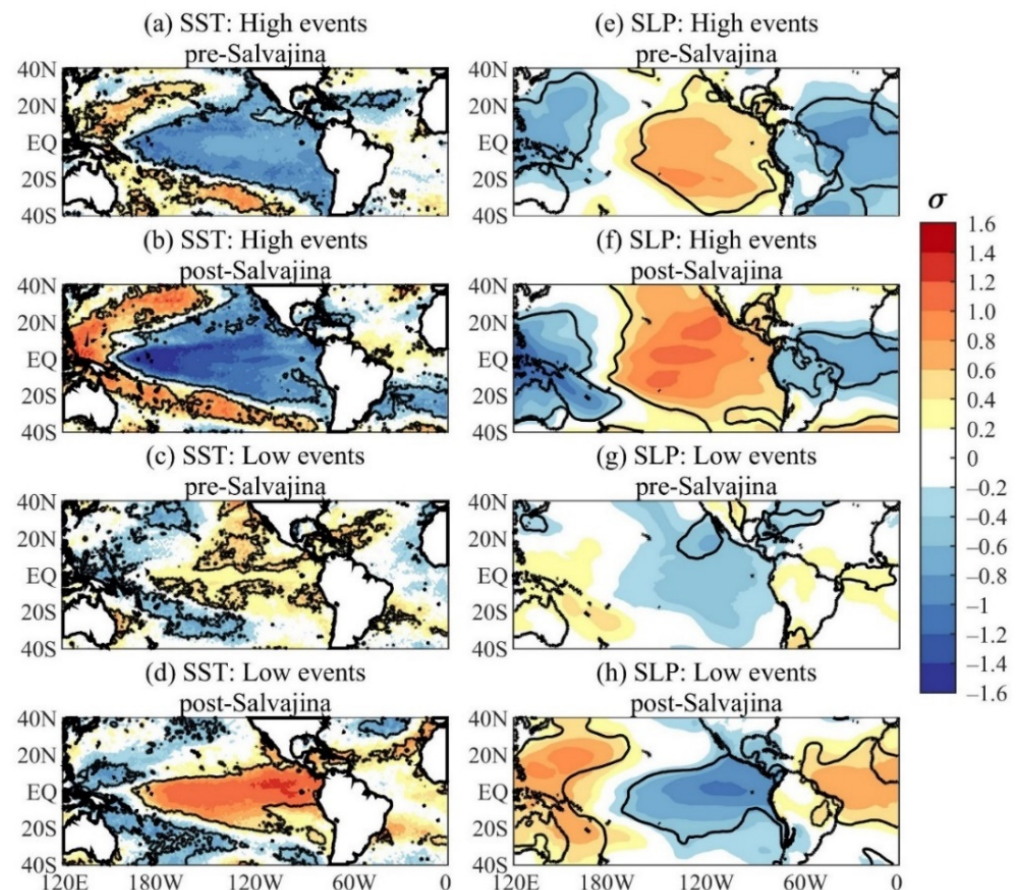 (a) SST: High events
pre-Salvajina
(e) SLP: High events
pre-Salvajina
40N
20N
EQ
20S
40S
120E 180W 120W 60W 0
40N
20N
EQ
20S
40S
(b) SST: High events
post-Salvajina
(f) SLP: High events
post-Salvajina
40N
20N
EQ
20S
40S
40N
20N
EQ
20S
40S
(c) SST: Low events
pre-Salvajina
(g) SLP: Low events
pre-Salvajina
40N
20N
EQ
20S
40S
40N
20N
EQ
20S
40S
(d) SST: Low events
post-Salvajina
(h) SLP: Low events
post-Salvajina
40N
20N
EQ
20S
40S
120E 180W 120W 60W 0
40N
20N
EQ
20S
40S
120E 180W 120W 60W 0
σ
1.6
1.4
1.2
1.0
0.8
0.6
0.4
0.2
0
−0.2
−0.4
−0.6
−0.8
−1
−1.2
−1.4
−1.6